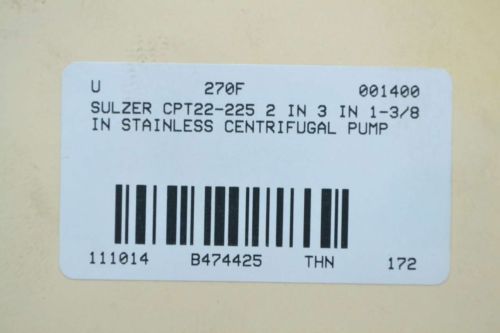 U 270F 001400
SULZER CPT22-225 2 IN 3 IN 1-3/8
IN STAINLESS CENTRIFUGAL PUMP
111014 B474425 THN 172